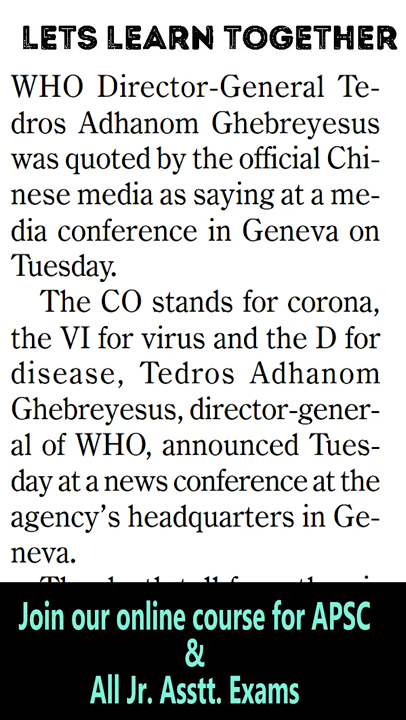 LETS LEARN TOGETHER
WHO Director-General Te-
dros Adhanom Ghebreyesus
was quoted by the official Chi-
nese media as saying at a me-
dia conference in Geneva on
Tuesday.
The CO stands for corona,
the VI for virus and the D for
disease, Tedros Adhanom
Ghebreyesus, director-gener-
al of WHO, announced Tues-
day at a news conference at the
agency's headquarters in Ge-
neva.
Join our online course for APSC
&
All Jr. Asstt. Exams